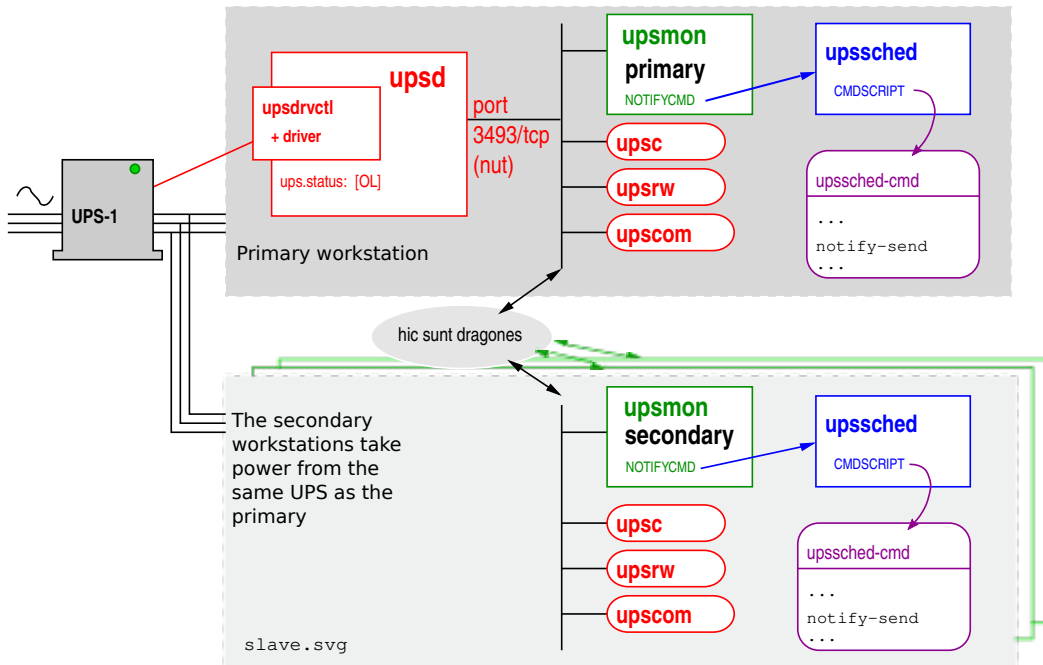 upsd
upsdrvctl
+ driver
ups.status: [OL]
port
3493/tcp
(nut)
upsmon
primary
NOTIFYCMD
upssched
CMDSCRIPT
upsc
upsrw
upscom
upssched-cmd
...
notify-send
...
UPS-1
Primary workstation
hic sunt dragones
The secondary
workstations take
power from the
same UPS as the
primary
upsmon
secondary
NOTIFYCMD
upssched
CMDSCRIPT
upsc
upsrw
upscom
upssched-cmd
...
notify-send
...
slave.svg